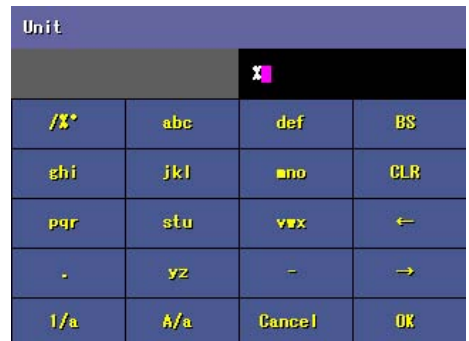 Unit
%
/%° abc def BS
ghi jkl mno CLR
pqr stu vwx ←
. yz - →
1/a A/a Cancel OK